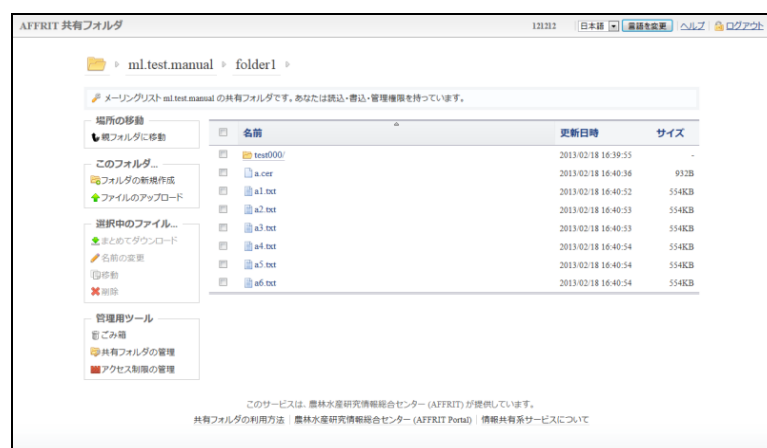 AFFRIT 共有フォルダ
121212 日本語 言語を変更 ヘルプ ログアウト
ml.test.manual folder1
メーリングリスト ml.test.manual の共有フォルダです。あなたは読込・書込・管理権限を持っています。
場所の移動
親フォルダに移動
このフォルダ...
フォルダの新規作成
ファイルのアップロード
選択中のファイル...
まとめてダウンロード
名前の変更
移動
削除
管理用ツール
ごみ箱
共有フォルダの管理
アクセス制限の管理
名前 更新日時 サイズ
test000/ 2013/02/18 16:39:55 -
a.cer 2013/02/18 16:40:36 932B
a1.txt 2013/02/18 16:40:52 554KB
a2.txt 2013/02/18 16:40:53 554KB
a3.txt 2013/02/18 16:40:53 554KB
a4.txt 2013/02/18 16:40:54 554KB
a5.txt 2013/02/18 16:40:54 554KB
a6.txt 2013/02/18 16:40:54 554KB
このサービスは、農林水産研究情報総合センター (AFFRIT) が提供しています。
共有フォルダの利用方法 | 農林水産研究情報総合センター (AFFRIT Portal) | 情報共有系サービスについて